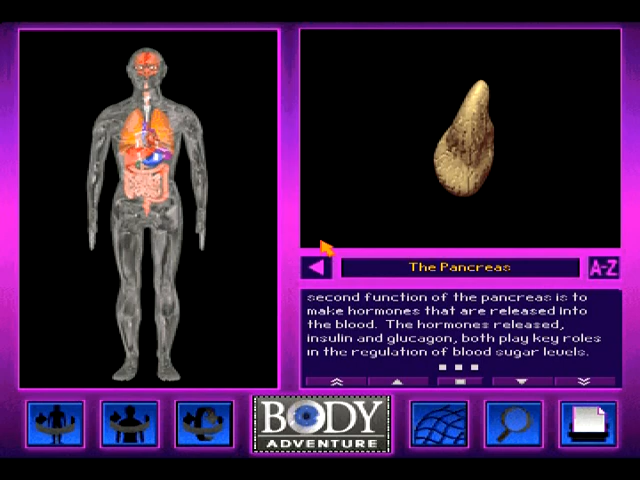 The Pancreas
A-Z
second function of the pancreas is to
make hormones that are released into
the blood. The hormones released,
insulin and glucagon, both play key roles
in the regulation of blood sugar levels.
BODY
ADVENTURE